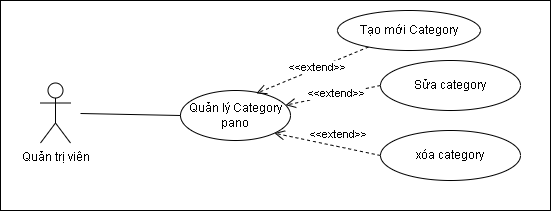 Tạo mới Category
<<extend>>
Sửa category
<<extend>>
Quản lý Category
pano
<<extend>>
xóa category
Quản trị viên